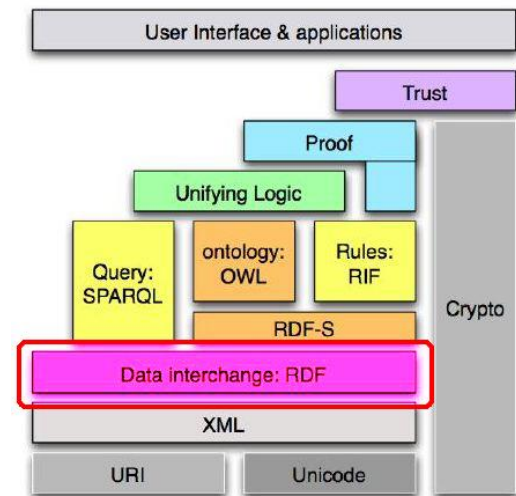 User Interface & applications
Trust
Proof
Unifying Logic
Query:
SPARQL
ontology:
OWL
Rules:
RIF
Crypto
RDF-S
Data interchange: RDF
XML
URI
Unicode